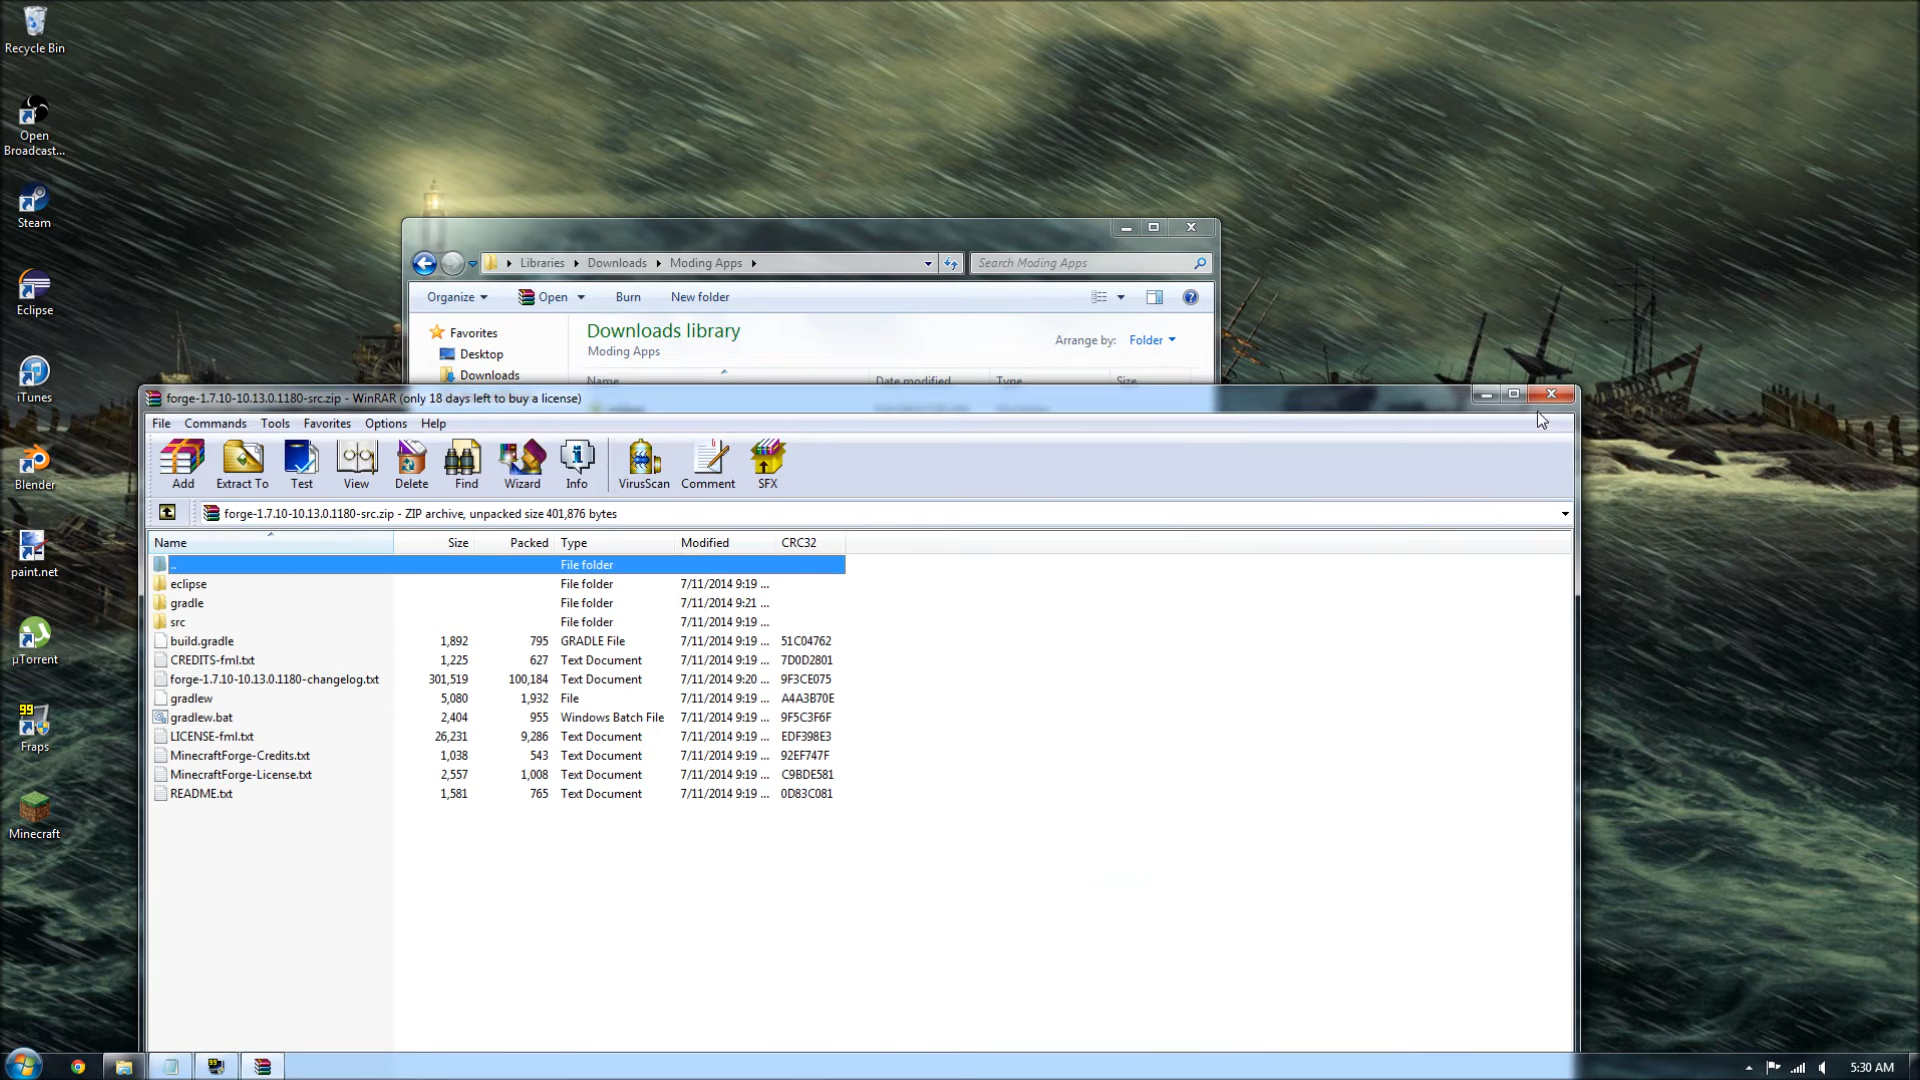 Recycle Bin
Open
Broadcast...
Steam
Eclipse
iTunes
Blender
paint.net
µTorrent
99
Fraps
Minecraft
Libraries Downloads Moding Apps
Search Moding Apps
Organize Open Burn New folder
Favorites
Desktop
Downloads
Downloads library
Moding Apps
Arrange by: Folder
Name Date modified Type Size
forge-1.7.10-10.13.0.1180-src.zip - WinRAR (only 18 days left to buy a license)
File Commands Tools Favorites Options Help
Add Extract To Test View Delete Find Wizard Info VirusScan Comment SFX
forge-1.7.10-10.13.0.1180-src.zip - ZIP archive, unpacked size 401,876 bytes
Name Size Packed Type Modified CRC32
.. File folder
eclipse File folder 7/11/2014 9:19 ...
gradle File folder 7/11/2014 9:21 ...
src File folder 7/11/2014 9:19 ...
build.gradle 1,892 795 GRADLE File 7/11/2014 9:19 ... 51C04762
CREDITS-fml.txt 1,225 627 Text Document 7/11/2014 9:19 ... 7D0D2801
forge-1.7.10-10.13.0.1180-changelog.txt 301,519 100,184 Text Document 7/11/2014 9:20 ... 9F3CE075
gradlew 5,080 1,932 File 7/11/2014 9:19 ... A4A3B70E
gradlew.bat 2,404 955 Windows Batch File 7/11/2014 9:19 ... 9F5C3F6F
LICENSE-fml.txt 26,231 9,286 Text Document 7/11/2014 9:19 ... EDF398E3
MinecraftForge-Credits.txt 1,038 543 Text Document 7/11/2014 9:19 ... 92EF747F
MinecraftForge-License.txt 2,557 1,008 Text Document 7/11/2014 9:19 ... C9BDE581
README.txt 1,581 765 Text Document 7/11/2014 9:19 ... 0D83C081
5:30 AM